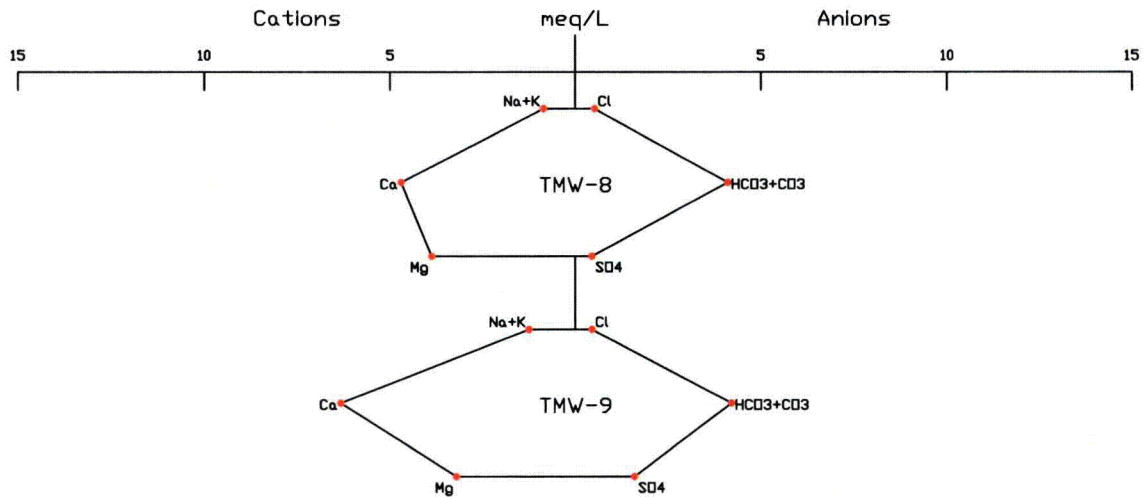 Cations meq/L Anions
15 10 5 5 10 15
Na+K Cl
Ca TMW-8 HCO3+CO3
Mg SO4
Na+K Cl
Ca TMW-9 HCO3+CO3
Mg SO4